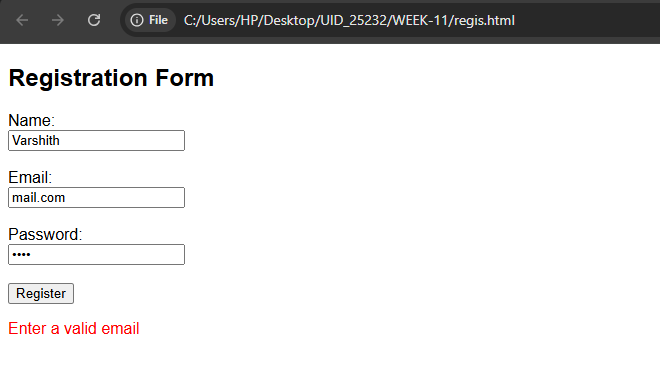 File C:/Users/HP/Desktop/UID_25232/WEEK-11/regis.html
Registration Form
Name:
Varshith
Email:
mail.com
Password:
••••
Register
Enter a valid email